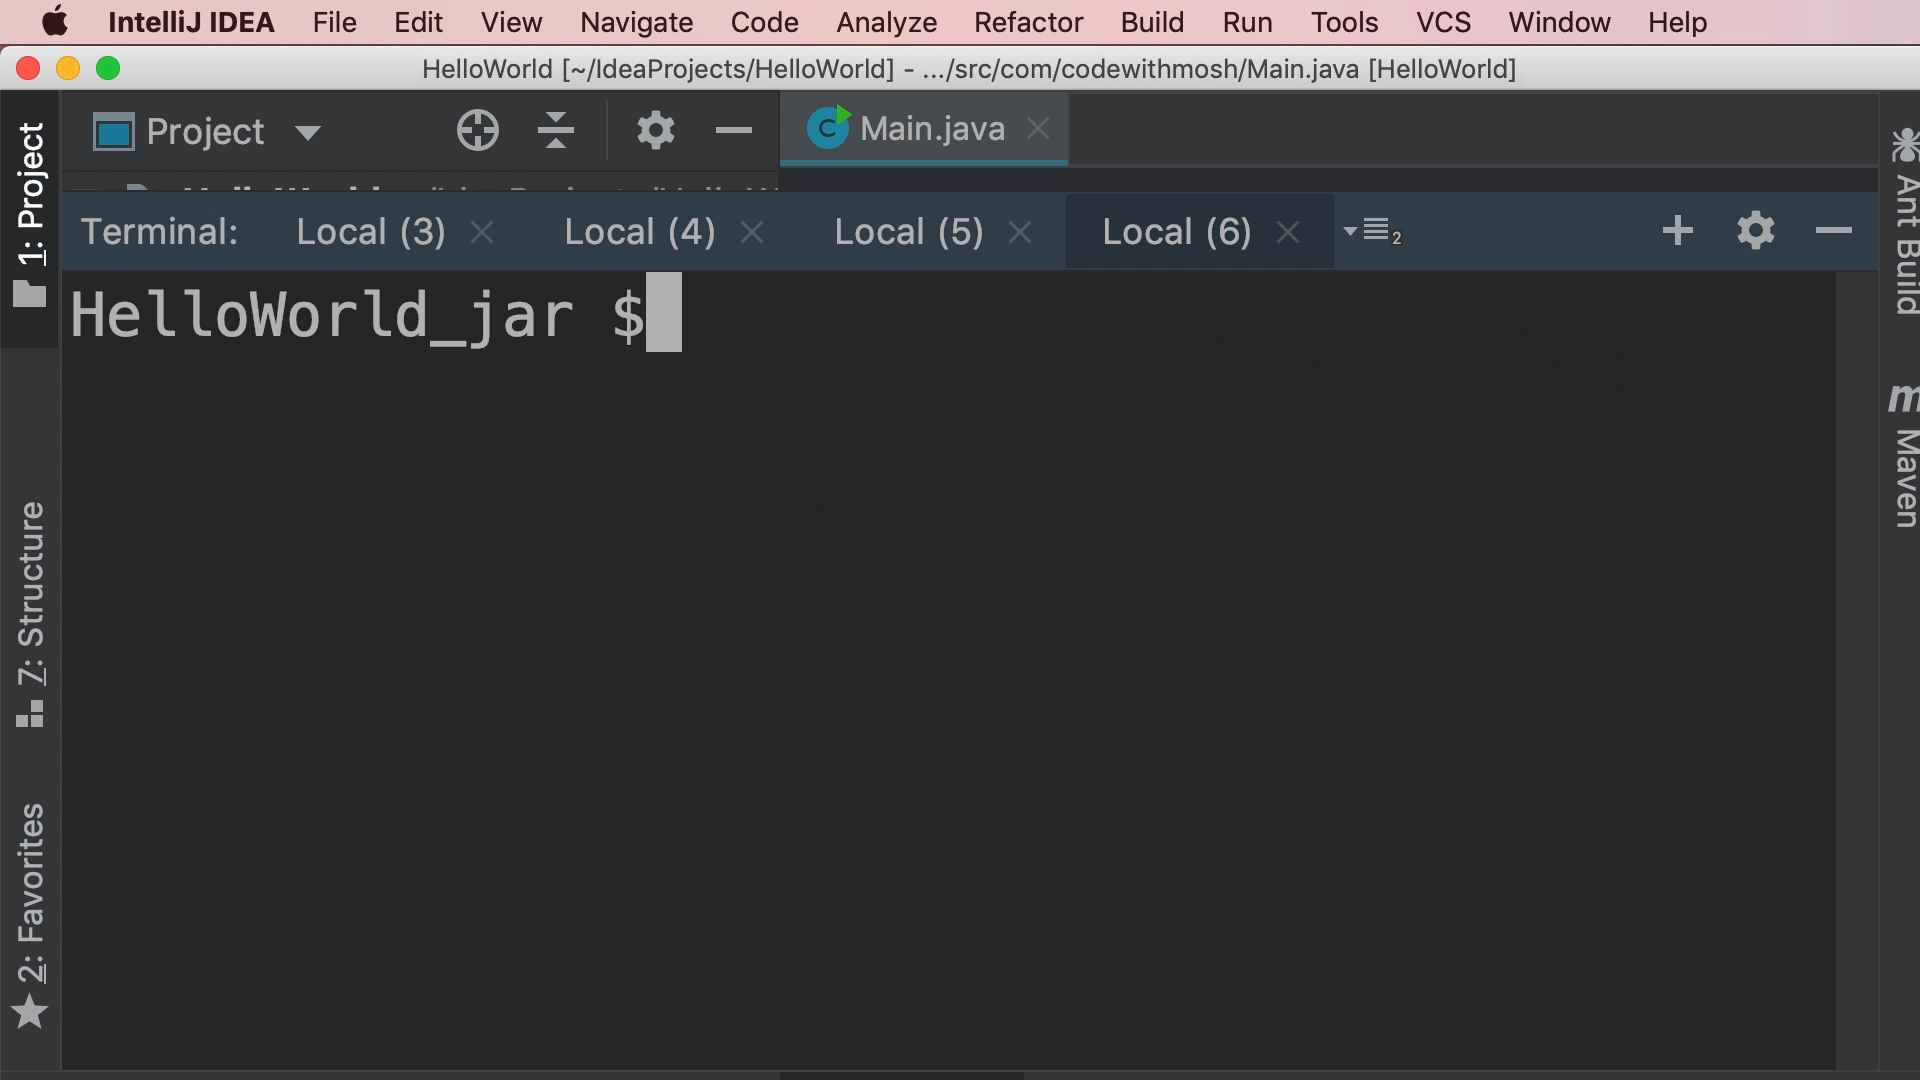 IntelliJ IDEA File Edit View Navigate Code Analyze Refactor Build Run Tools VCS Window Help
HelloWorld [~/IdeaProjects/HelloWorld] - .../src/com/codewithmosh/Main.java [HelloWorld]
Project
Main.java
Terminal: Local (3) Local (4) Local (5) Local (6) 2
HelloWorld_jar $
1: Project
7: Structure
2: Favorites
Ant Build
m Maven